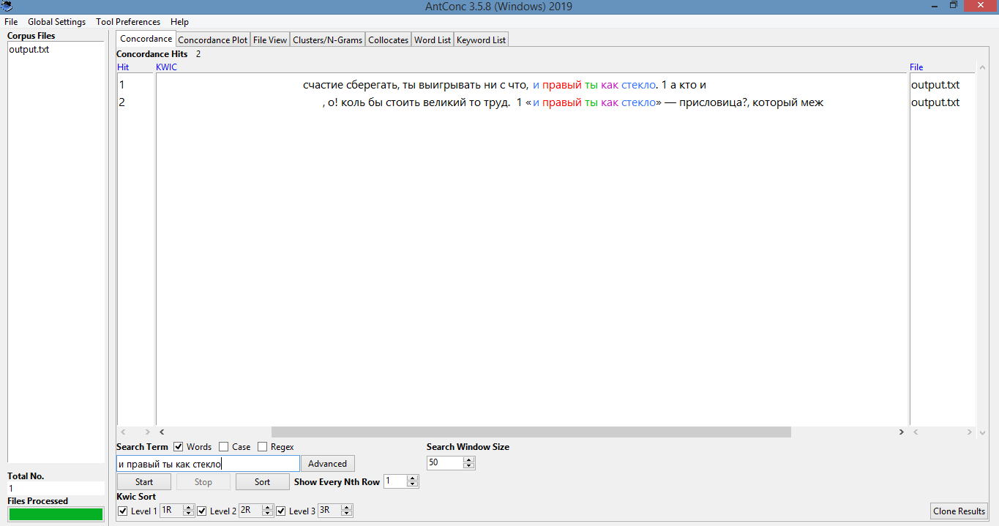 AntConc 3.5.8 (Windows) 2019
File Global Settings Tool Preferences Help
Corpus Files
output.txt
Total No.
1
Files Processed
Concordance Concordance Plot File View Clusters/N-Grams Collocates Word List Keyword List
Concordance Hits 2
Hit KWIC File
1 счастие сберегать, ты выигрывать ни с что, и правый ты как стекло. 1 а кто и output.txt
2 , о! коль бы стоить великий то труд. 1 «и правый ты как стекло» — присловица?, который меж output.txt
Search Term Words Case Regex Search Window Size
и правый ты как стекло Advanced 50
Start Stop Sort Show Every Nth Row 1
Kwic Sort
Level 1 1R Level 2 2R Level 3 3R Clone Results